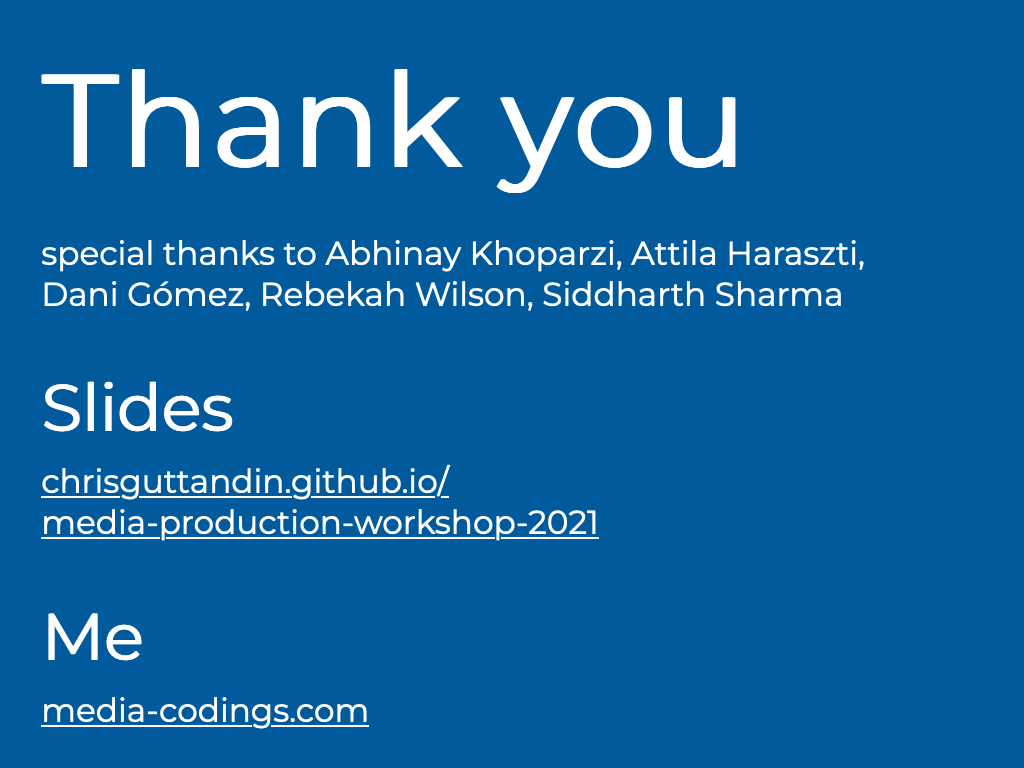 Thank you
special thanks to Abhinay Khoparzi, Attila Haraszti,
Dani Gómez, Rebekah Wilson, Siddharth Sharma
Slides
chrisguttandin.github.io/
media-production-workshop-2021
Me
media-codings.com